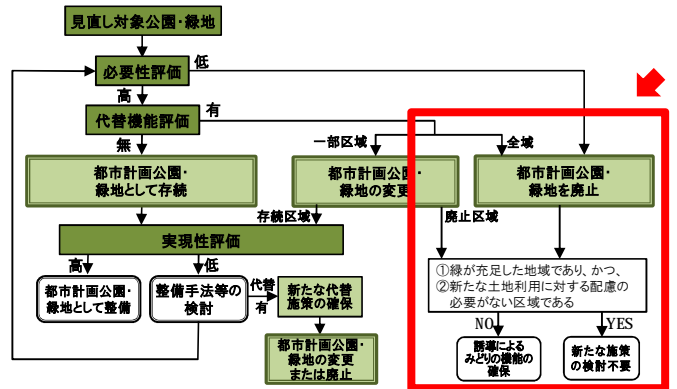 見直し対象公園・緑地
必要性評価
低
高
代替機能評価
有
無
一部区域
全域
都市計画公園・
緑地として存続
都市計画公園・
緑地の変更
都市計画公園・
緑地を廃止
存続区域
廃止区域
実現性評価
高
低
都市計画公園・
緑地として整備
整備手法等の
検討
代替
有
新たな代替
施策の確保
都市計画公園・
緑地の変更
または廃止
①緑が充足した地域であり、かつ、
②新たな土地利用に対する配慮の
必要がない区域である
NO
YES
誘導による
みどりの機能の
確保
新たな施策
の検討不要